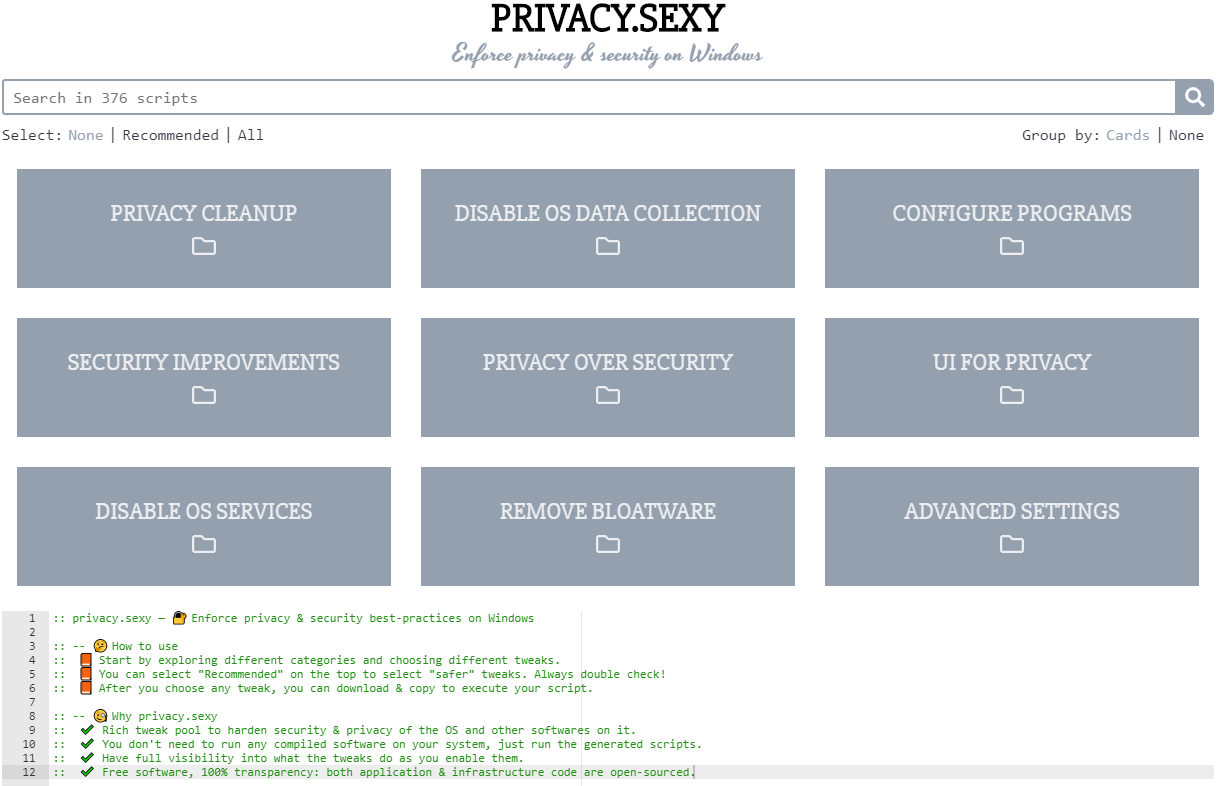 PRIVACY.SEXY
Enforce privacy & security on Windows
Search in 376 scripts
Select: None | Recommended | All
Group by: Cards | None
PRIVACY CLEANUP
DISABLE OS DATA COLLECTION
CONFIGURE PROGRAMS
SECURITY IMPROVEMENTS
PRIVACY OVER SECURITY
UI FOR PRIVACY
DISABLE OS SERVICES
REMOVE BLOATWARE
ADVANCED SETTINGS
1 :: privacy.sexy — 🔐 Enforce privacy & security best-practices on Windows
2
3 :: -- 🤔 How to use
4 :: 📙 Start by exploring different categories and choosing different tweaks.
5 :: 📙 You can select "Recommended" on the top to select "safer" tweaks. Always double check!
6 :: 📙 After you choose any tweak, you can download & copy to execute your script.
7
8 :: -- 🧐 Why privacy.sexy
9 :: ✔ Rich tweak pool to harden security & privacy of the OS and other softwares on it.
10 :: ✔ You don't need to run any compiled software on your system, just run the generated scripts.
11 :: ✔ Have full visibility into what the tweaks do as you enable them.
12 :: ✔ Free software, 100% transparency: both application & infrastructure code are open-sourced.